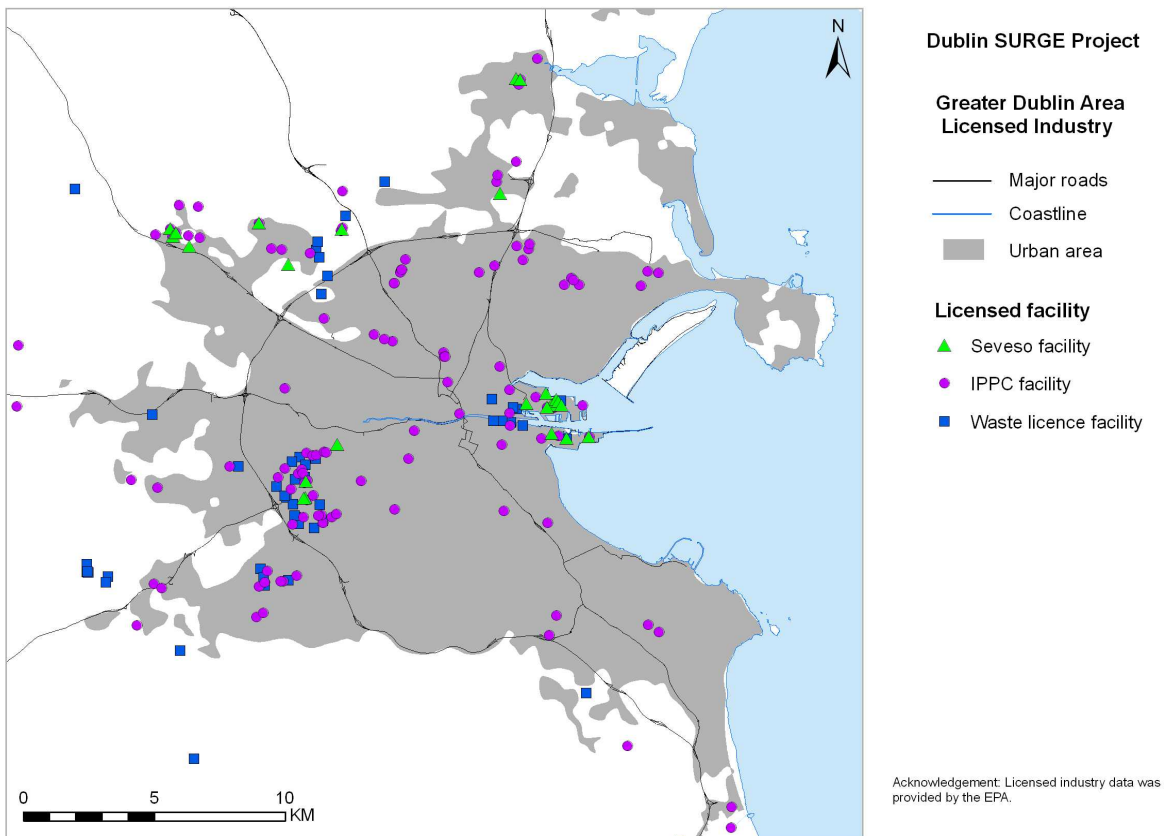 N
Dublin SURGE Project
Greater Dublin Area
Licensed Industry
Major roads
Coastline
Urban area
Licensed facility
Seveso facility
IPPC facility
Waste licence facility
0 5 10
KM
Acknowledgement: Licensed industry data was
provided by the EPA.